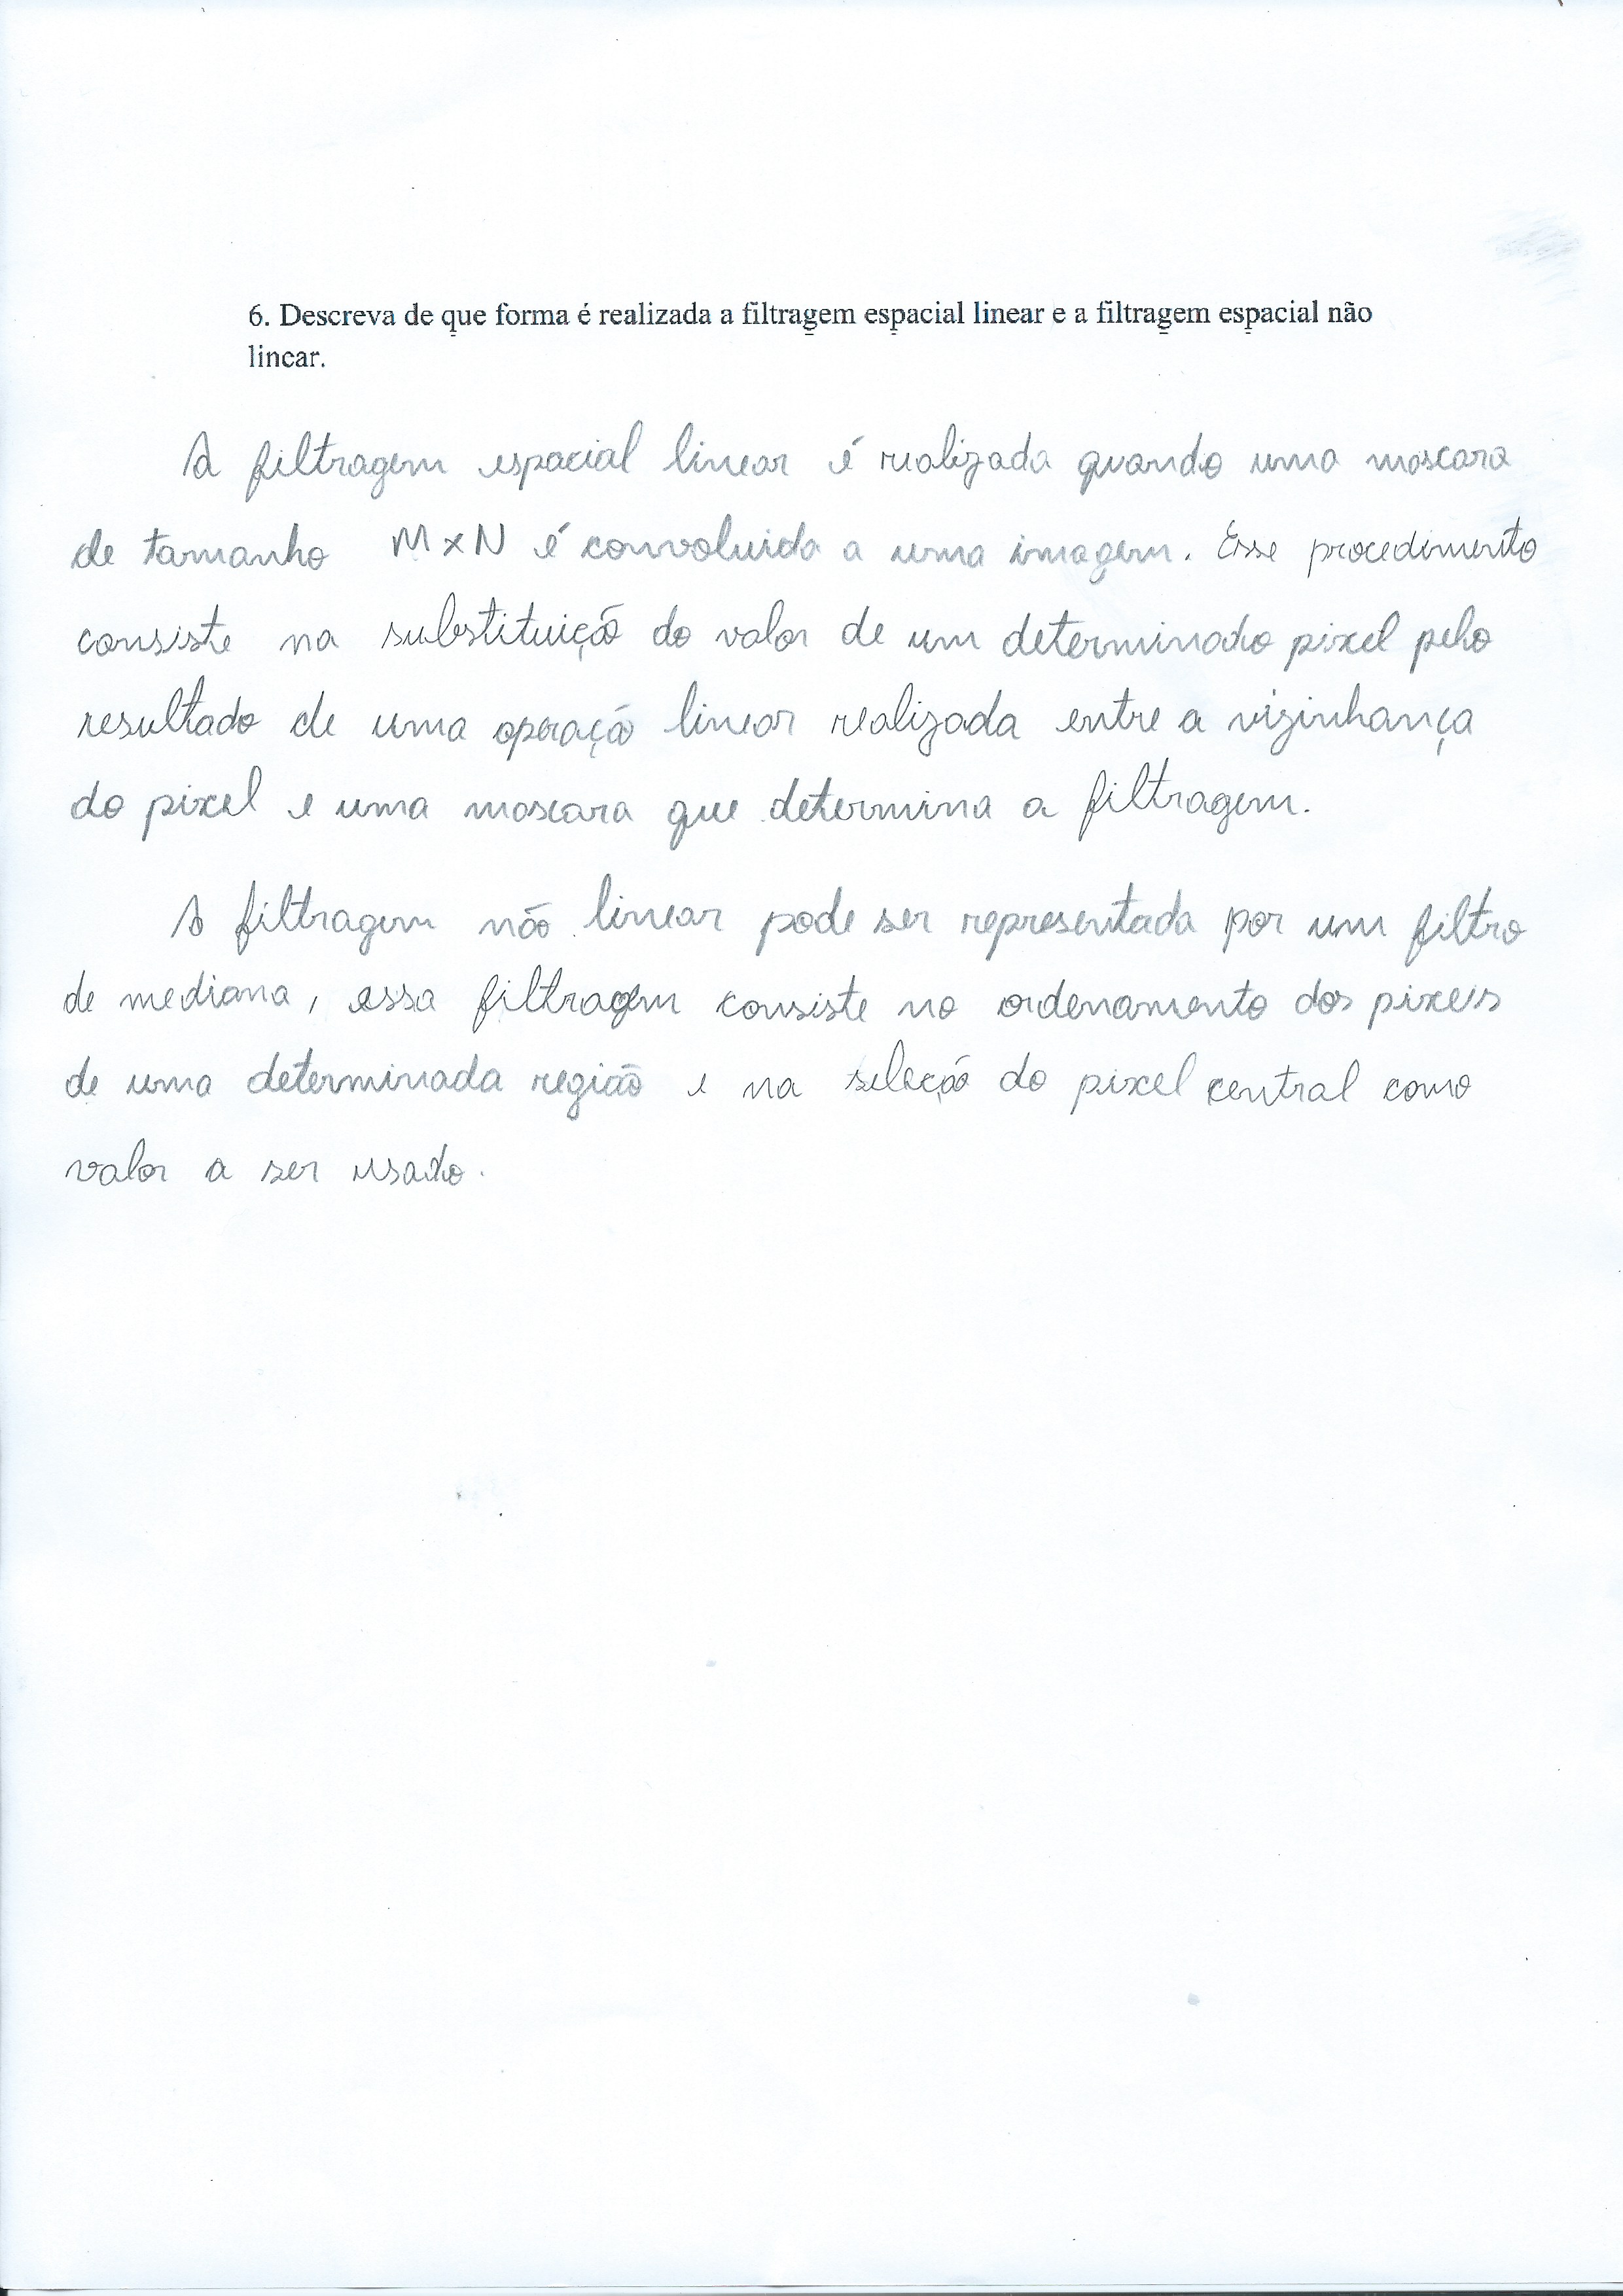 6. Descreva de que forma é realizada a filtragem espacial linear e a filtragem espacial não
linear.
A filtragem espacial linear é realizada quando uma mascara
de tamanho MxN é convoluida a uma imagem. Esse procedimento
consiste na substituição do valor de um determinado pixel pelo
resultado de uma operação linear realizada entre a vizinhança
do pixel e uma mascara que determina a filtragem.
A filtragem não linear pode ser representada por um filtro
de mediana, essa filtragem consiste no ordenamento dos pixeis
de uma determinada região e na seleção do pixel central como
valor a ser usado.